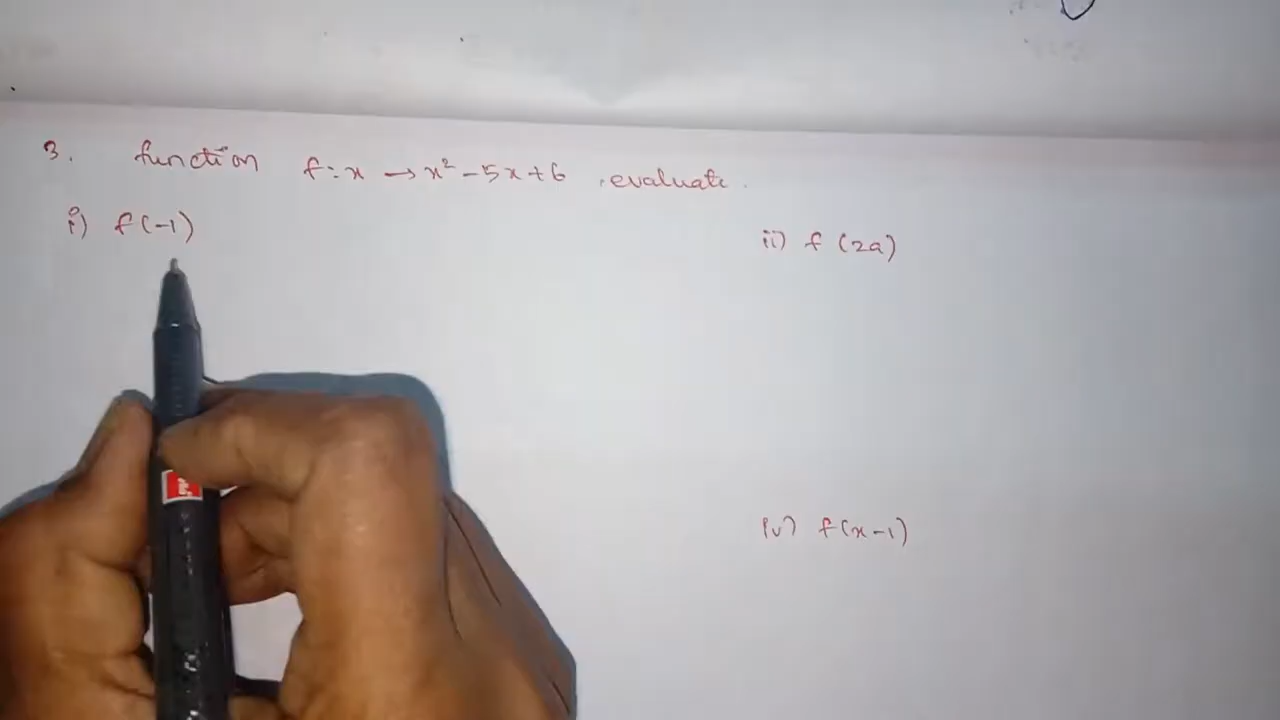 3. function f:x → x² - 5x + 6, evaluate.
i) f(-1)
ii) f(2a)
iv) f(x-1)